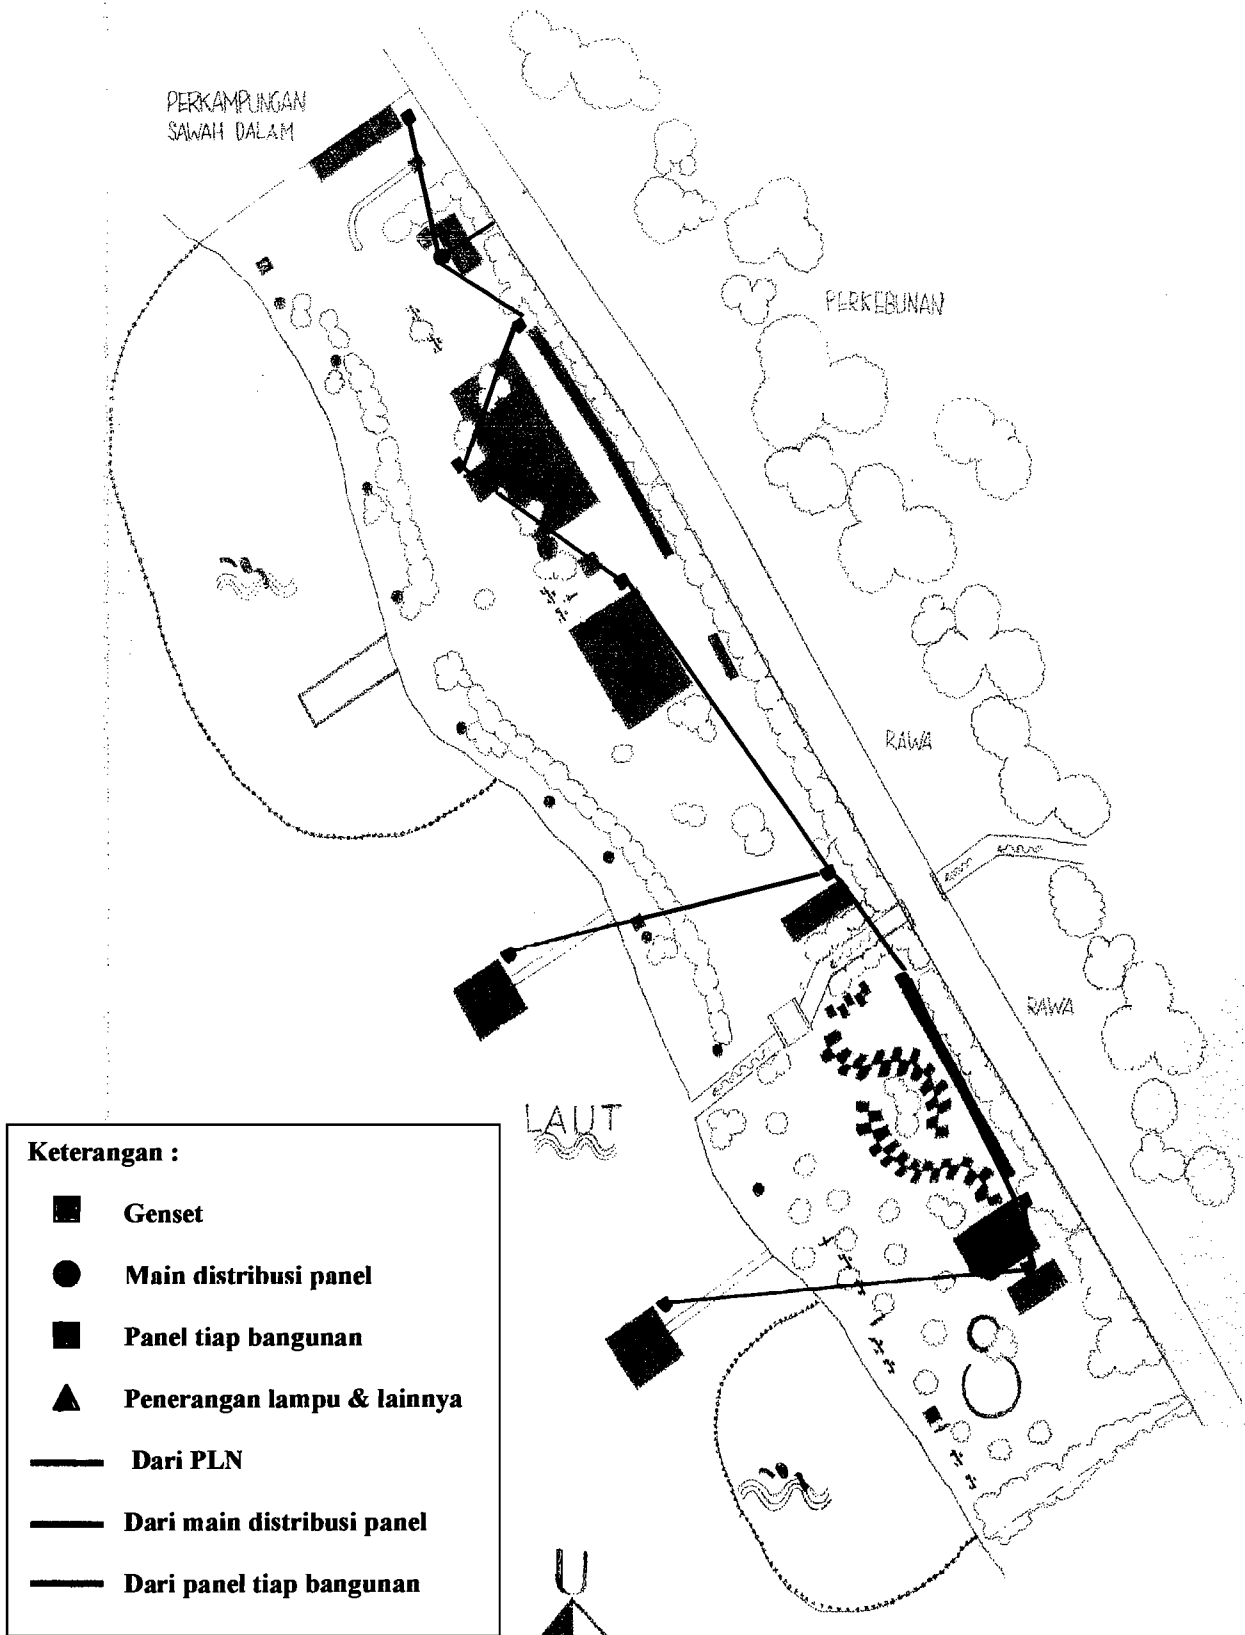 PERKAMPUNGAN
SAWAH DALAM
PERKEBUNAN
RAWA
RAWA
LAUT
Keterangan :
Genset
Main distribusi panel
Panel tiap bangunan
Penerangan lampu & lainnya
Dari PLN
Dari main distribusi panel
Dari panel tiap bangunan
U